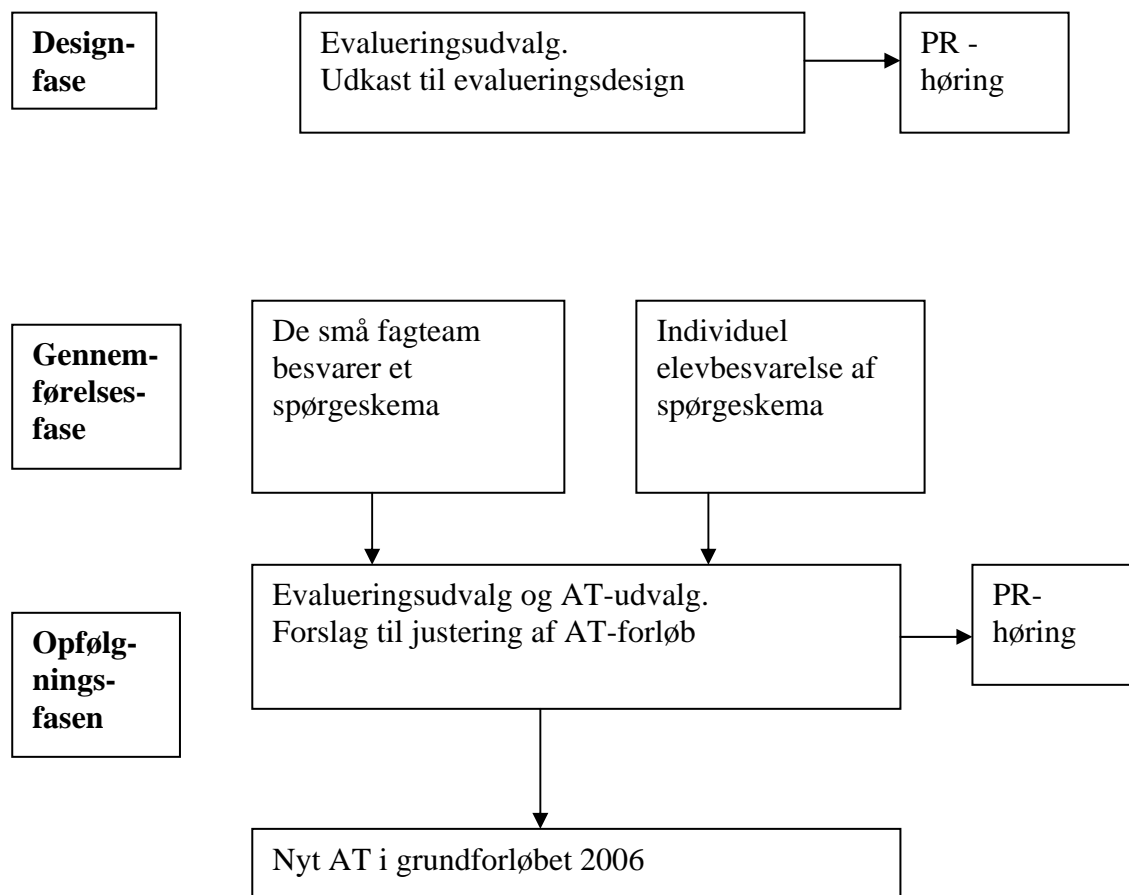 Design-
fase
Evalueringsudvalg.
Udkast til evalueringsdesign
PR -
høring
Gennem-
førelses-
fase
De små fagteam
besvarer et
spørgeskema
Individuel
elevbesvarelse af
spørgeskema
Opfølg-
nings-
fasen
Evalueringsudvalg og AT-udvalg.
Forslag til justering af AT-forløb
PR-
høring
Nyt AT i grundforløbet 2006